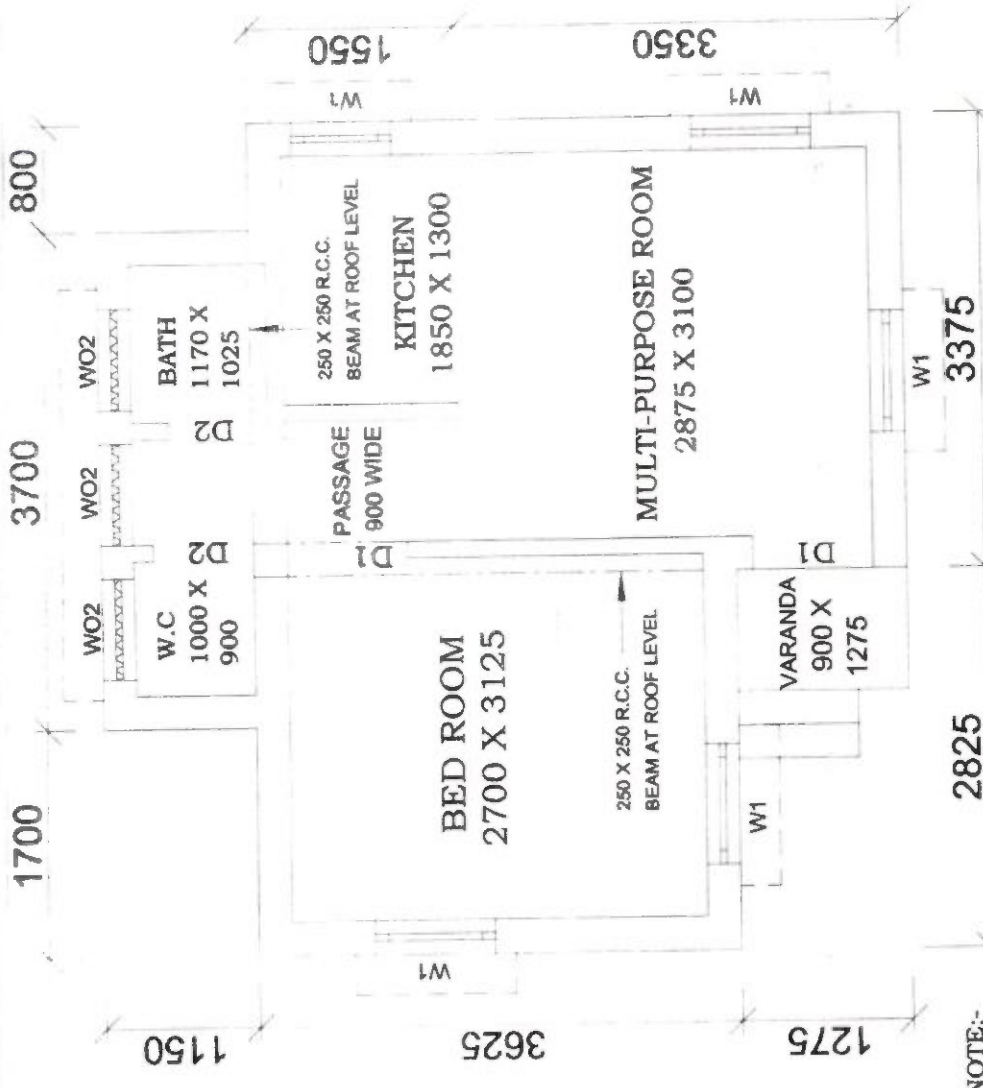 1700
3700
800
1150
3625
1275
1550
3350
2825
3375
WO2
WO2
WO2
W.C
1000 X
900
D2
D2
BATH
1170 X
1025
250 X 250 R.C.C.
BEAM AT ROOF LEVEL
KITCHEN
1850 X 1300
PASSAGE
900 WIDE
W1
W1
D1
BED ROOM
2700 X 3125
250 X 250 R.C.C.
BEAM AT ROOF LEVEL
MULTI-PURPOSE ROOM
2875 X 3100
D1
VARANDA
900 X
1275
W1
W1
W1
NOTE:-